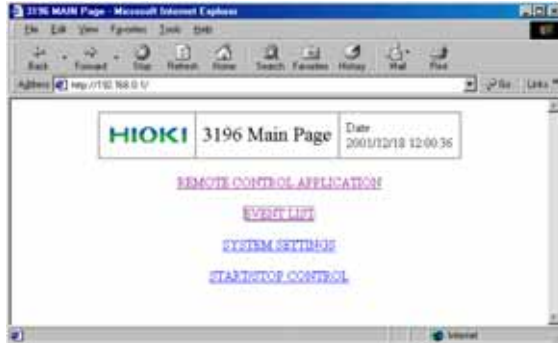 3196 MAIN Page - Microsoft Internet Explorer
File Edit View Favorites Tools Help
Back Forward Stop Refresh Home Search Favorites History Mail Print
Address http://192.168.0.1/ Go Links
HIOKI 3196 Main Page Date
2001/12/18 12:00:36
REMOTE CONTROL APPLICATION
EVENT LIST
SYSTEM SETTINGS
START/STOP CONTROL
Internet